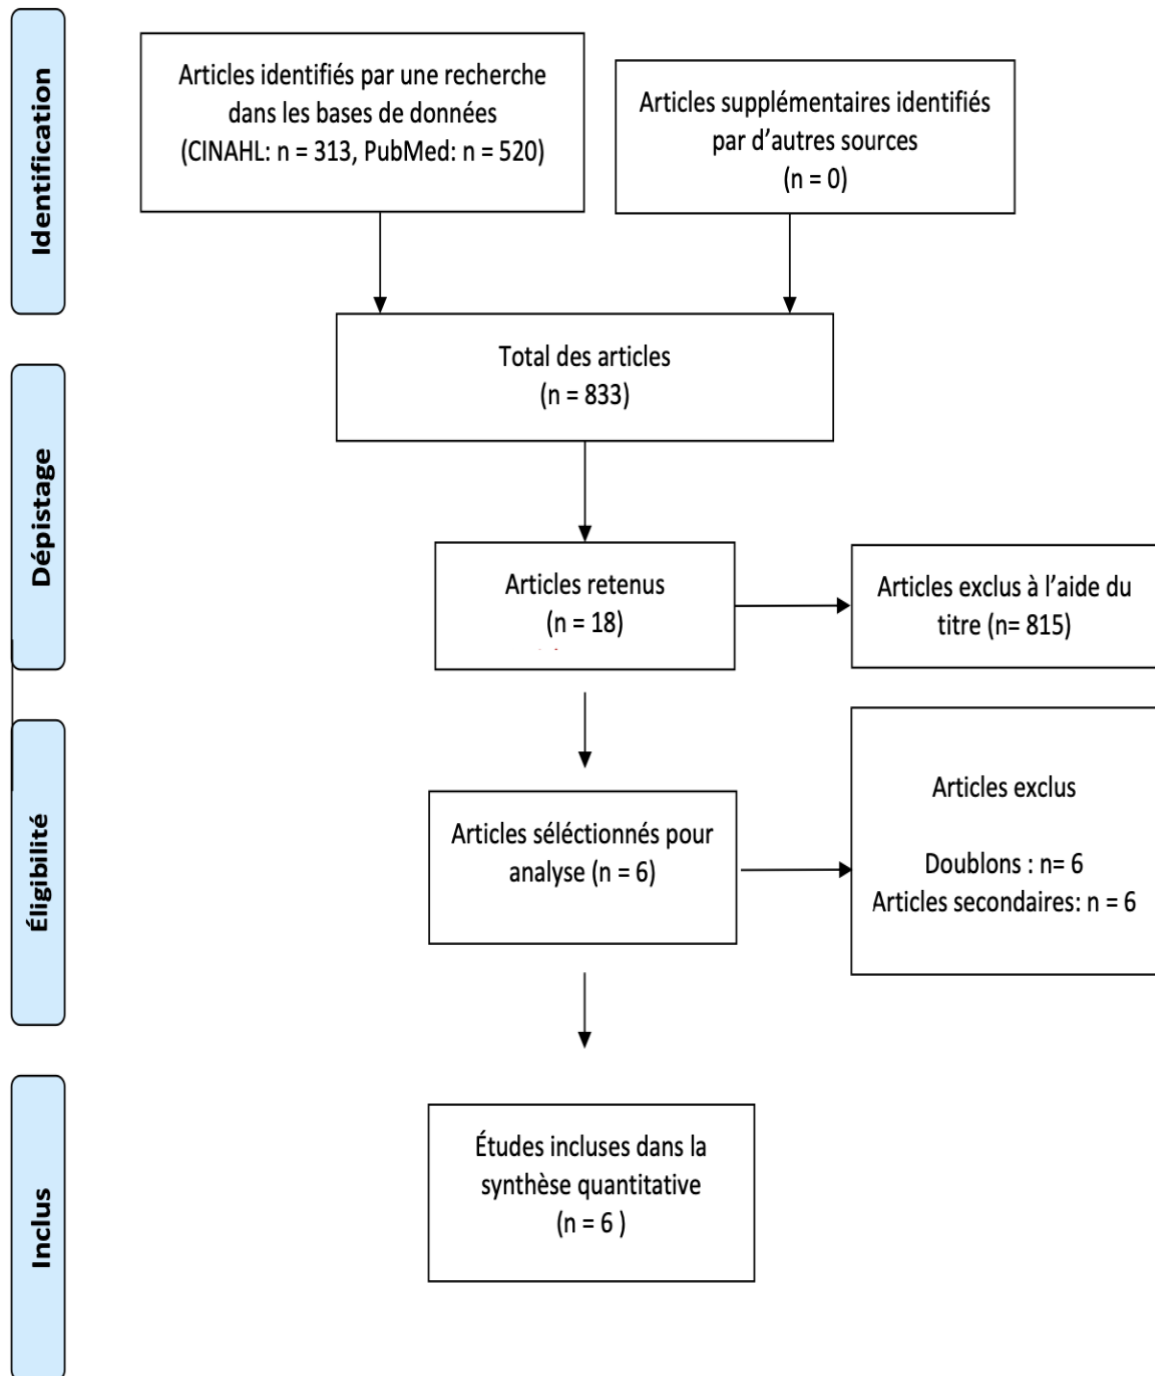 Identification
Articles identifiés par une recherche
dans les bases de données
(CINAHL: n = 313, PubMed: n = 520)
Articles supplémentaires identifiés
par d’autres sources
(n = 0)
Total des articles
(n = 833)
Dépistage
Articles retenus
(n = 18)
Articles exclus à l’aide du
titre (n= 815)
Éligibilité
Articles séléctionnés pour
analyse (n = 6)
Articles exclus
Doublons : n= 6
Articles secondaires: n = 6
Inclus
Études incluses dans la
synthèse quantitative
(n = 6 )